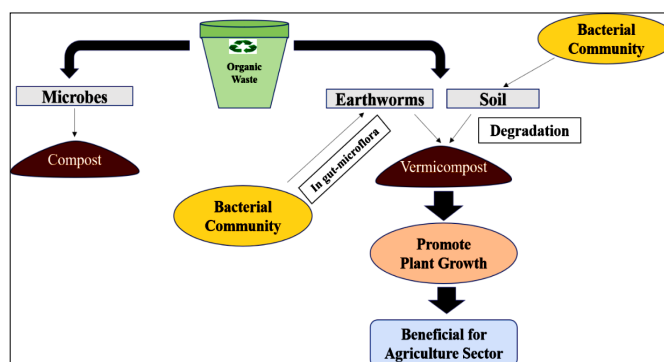 Organic
Waste
Bacterial
Community
Microbes
Earthworms
Soil
Degradation
Compost
In gut-microflora
Vermicompost
Bacterial
Community
Promote
Plant Growth
Beneficial for
Agriculture Sector